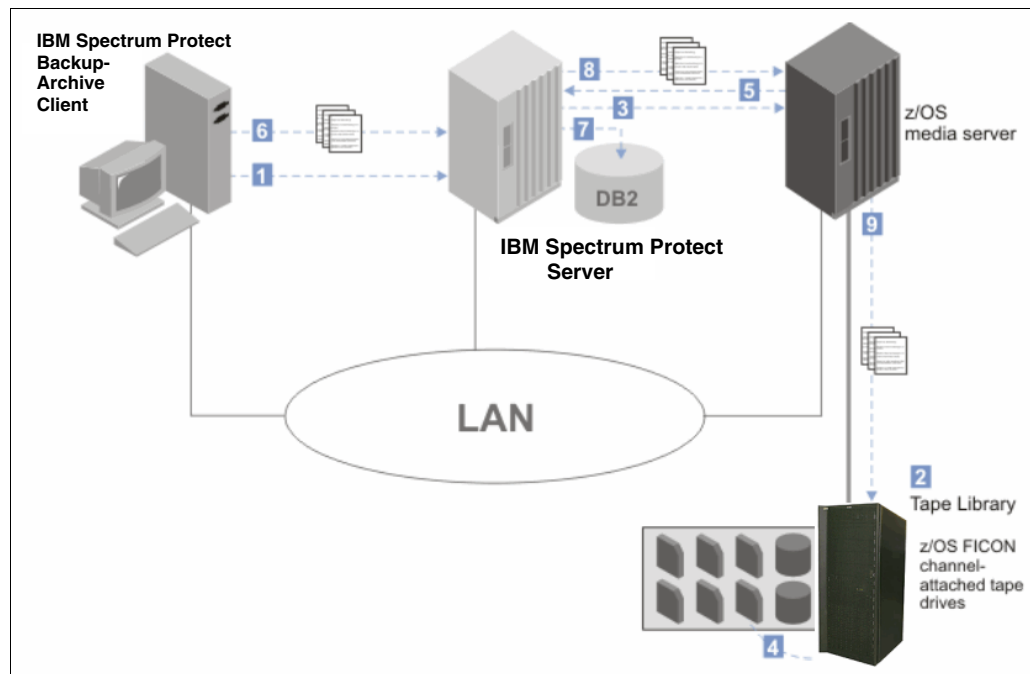 IBM Spectrum Protect
Backup-
Archive
Client
6
1
8
5
3
7
DB2
IBM Spectrum Protect
Server
z/OS
media server
9
LAN
2
Tape Library
z/OS FICON
channel-
attached tape
drives
4